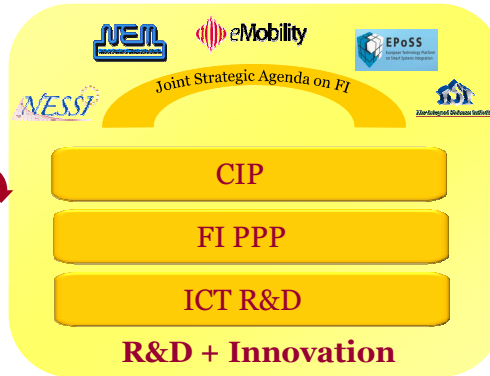 NEM
eMobility
EPoSS
European Technology Platform
on Smart Systems Integration
NESSI
Joint Strategic Agenda on FI
ISI
CIP
FI PPP
ICT R&D
R&D + Innovation